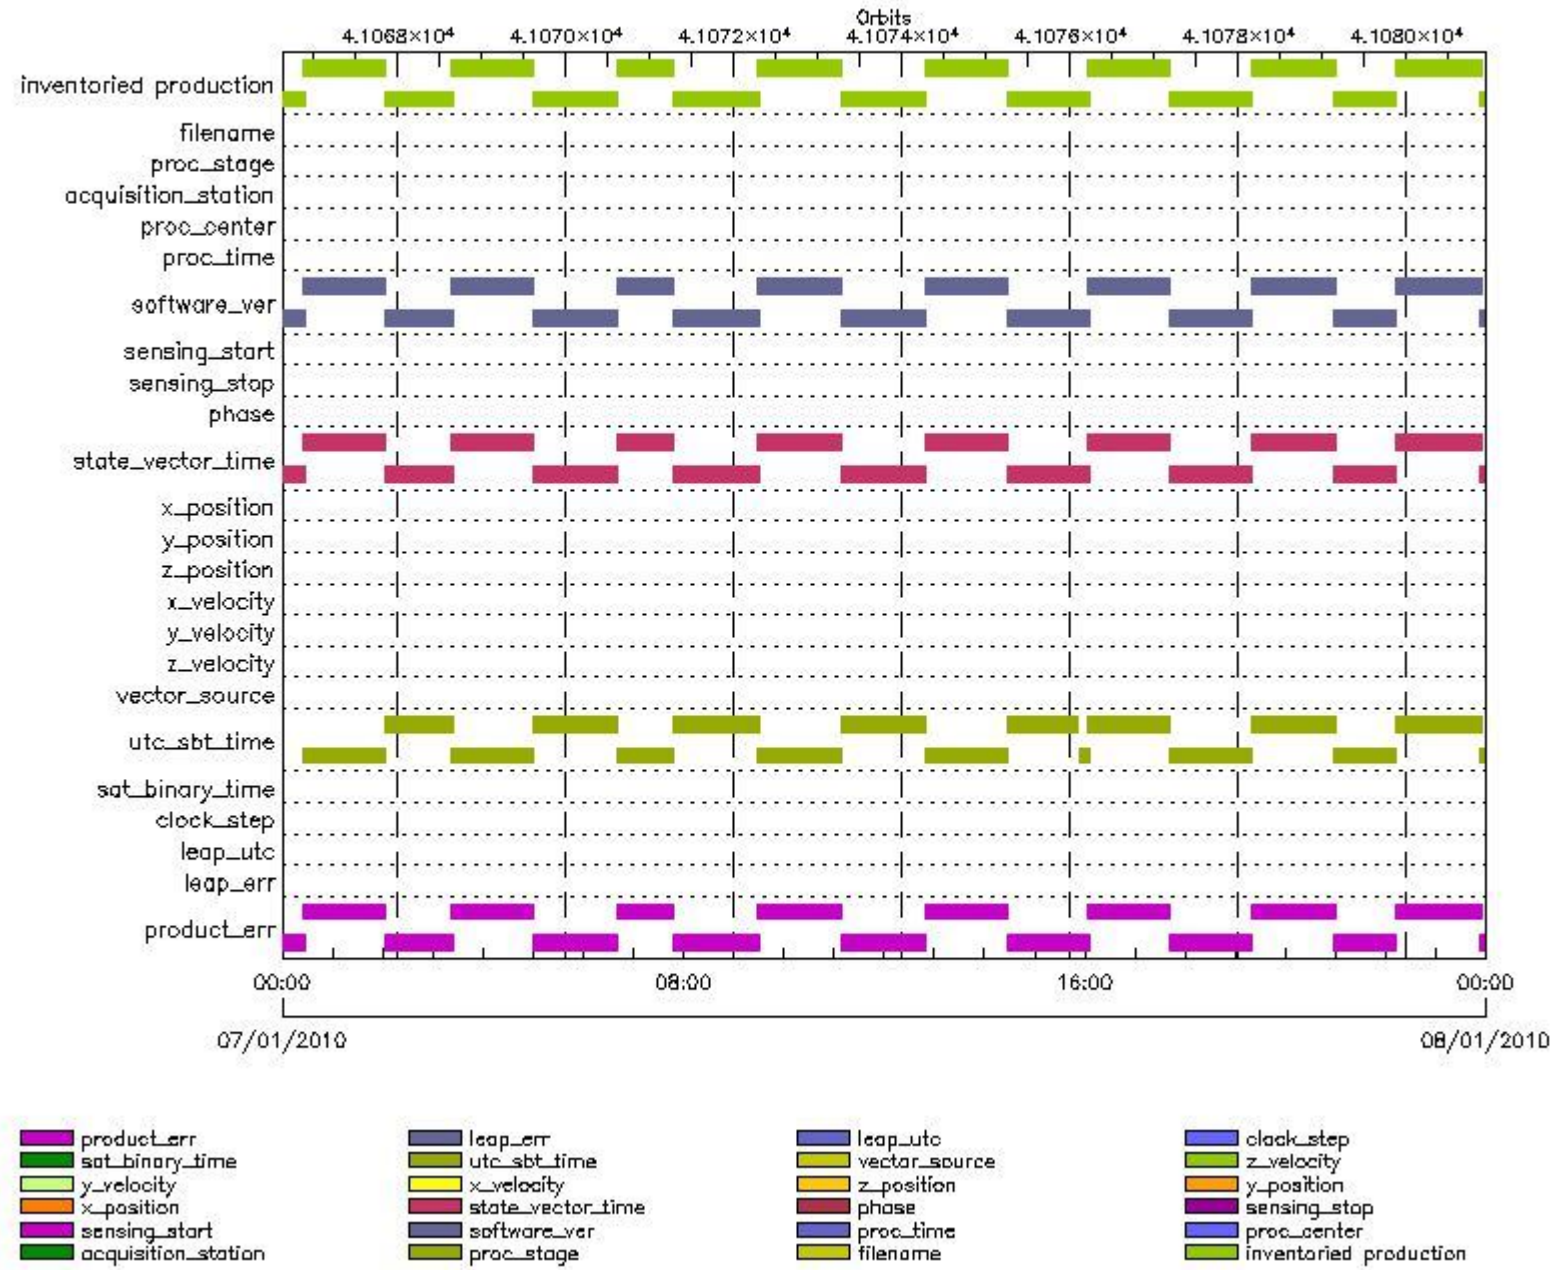 Orbits
4.1068×10⁴ 4.1070×10⁴ 4.1072×10⁴ 4.1074×10⁴ 4.1076×10⁴ 4.1078×10⁴ 4.1080×10⁴
inventoried production
filename
proc_stage
acquisition_station
proc_center
proc_time
software_ver
sensing_start
sensing_stop
phase
state_vector_time
x_position
y_position
z_position
x_velocity
y_velocity
z_velocity
vector_source
utc_sbt_time
sat_binary_time
clock_step
leap_utc
leap_err
product_err
00:00 08:00 16:00 00:00
07/01/2010 08/01/2010
product_err leap_err leap_utc clock_step
sat_binary_time utc_sbt_time vector_source z_velocity
y_velocity x_velocity z_position y_position
x_position state_vector_time phase sensing_stop
sensing_start software_ver proc_time proc_center
acquisition_station proc_stage filename inventoried production